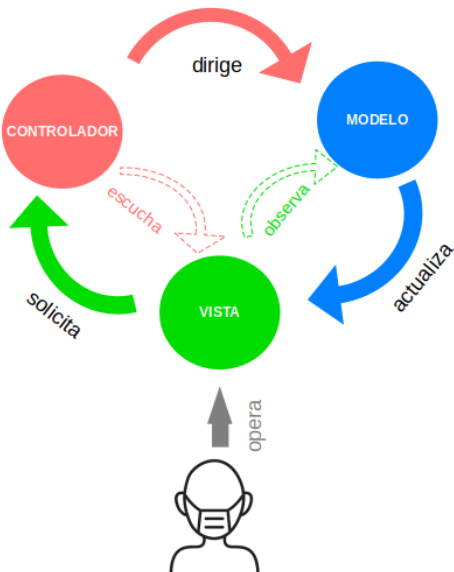 dirige
CONTROLADOR
MODELO
escucha
observa
solicita
actualiza
VISTA
opera